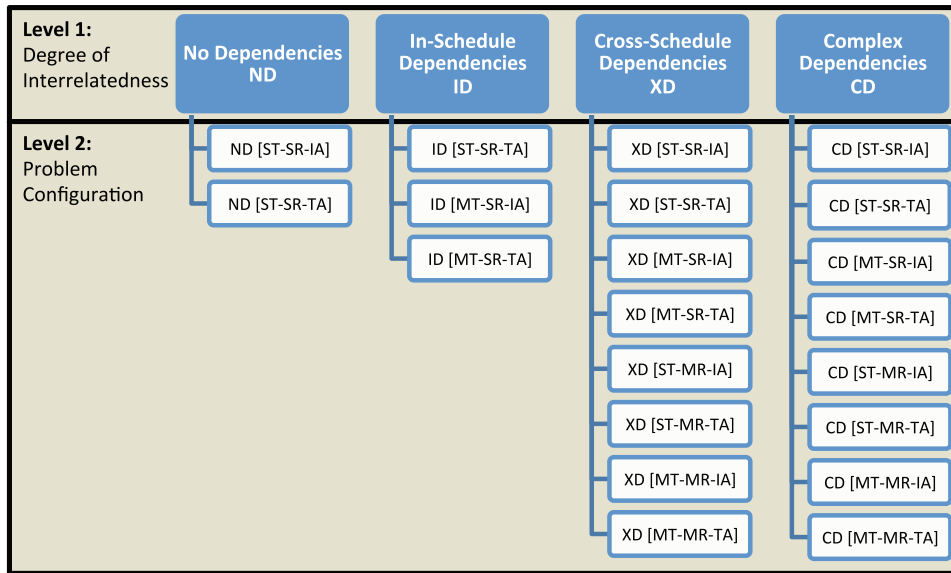 Level 1:
Degree of
Interrelatedness
No Dependencies
ND
In-Schedule
Dependencies
ID
Cross-Schedule
Dependencies
XD
Complex
Dependencies
CD
Level 2:
Problem
Configuration
ND [ST-SR-IA]
ND [ST-SR-TA]
ID [ST-SR-TA]
ID [MT-SR-IA]
ID [MT-SR-TA]
XD [ST-SR-IA]
XD [ST-SR-TA]
XD [MT-SR-IA]
XD [MT-SR-TA]
XD [ST-MR-IA]
XD [ST-MR-TA]
XD [MT-MR-IA]
XD [MT-MR-TA]
CD [ST-SR-IA]
CD [ST-SR-TA]
CD [MT-SR-IA]
CD [MT-SR-TA]
CD [ST-MR-IA]
CD [ST-MR-TA]
CD [MT-MR-IA]
CD [MT-MR-TA]